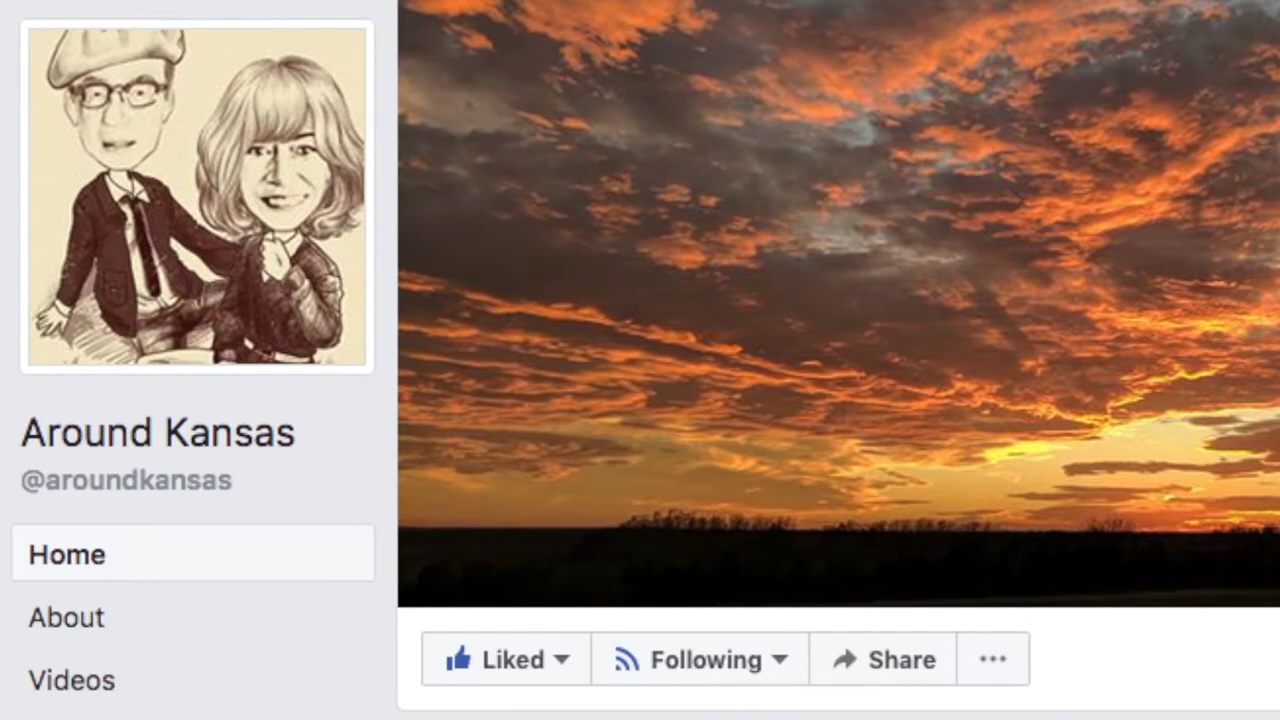 Around Kansas
@aroundkansas
Home
About
Videos
Liked
Following
Share